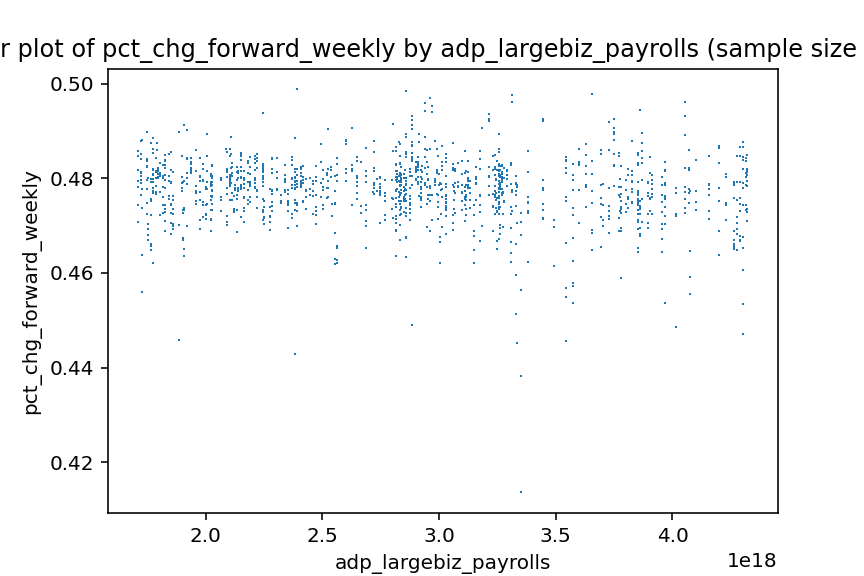 r plot of pct_chg_forward_weekly by adp_largebiz_payrolls (sample size
0.50
0.48
0.46
0.44
0.42
pct_chg_forward_weekly
2.0 2.5 3.0 3.5 4.0
1e18
adp_largebiz_payrolls